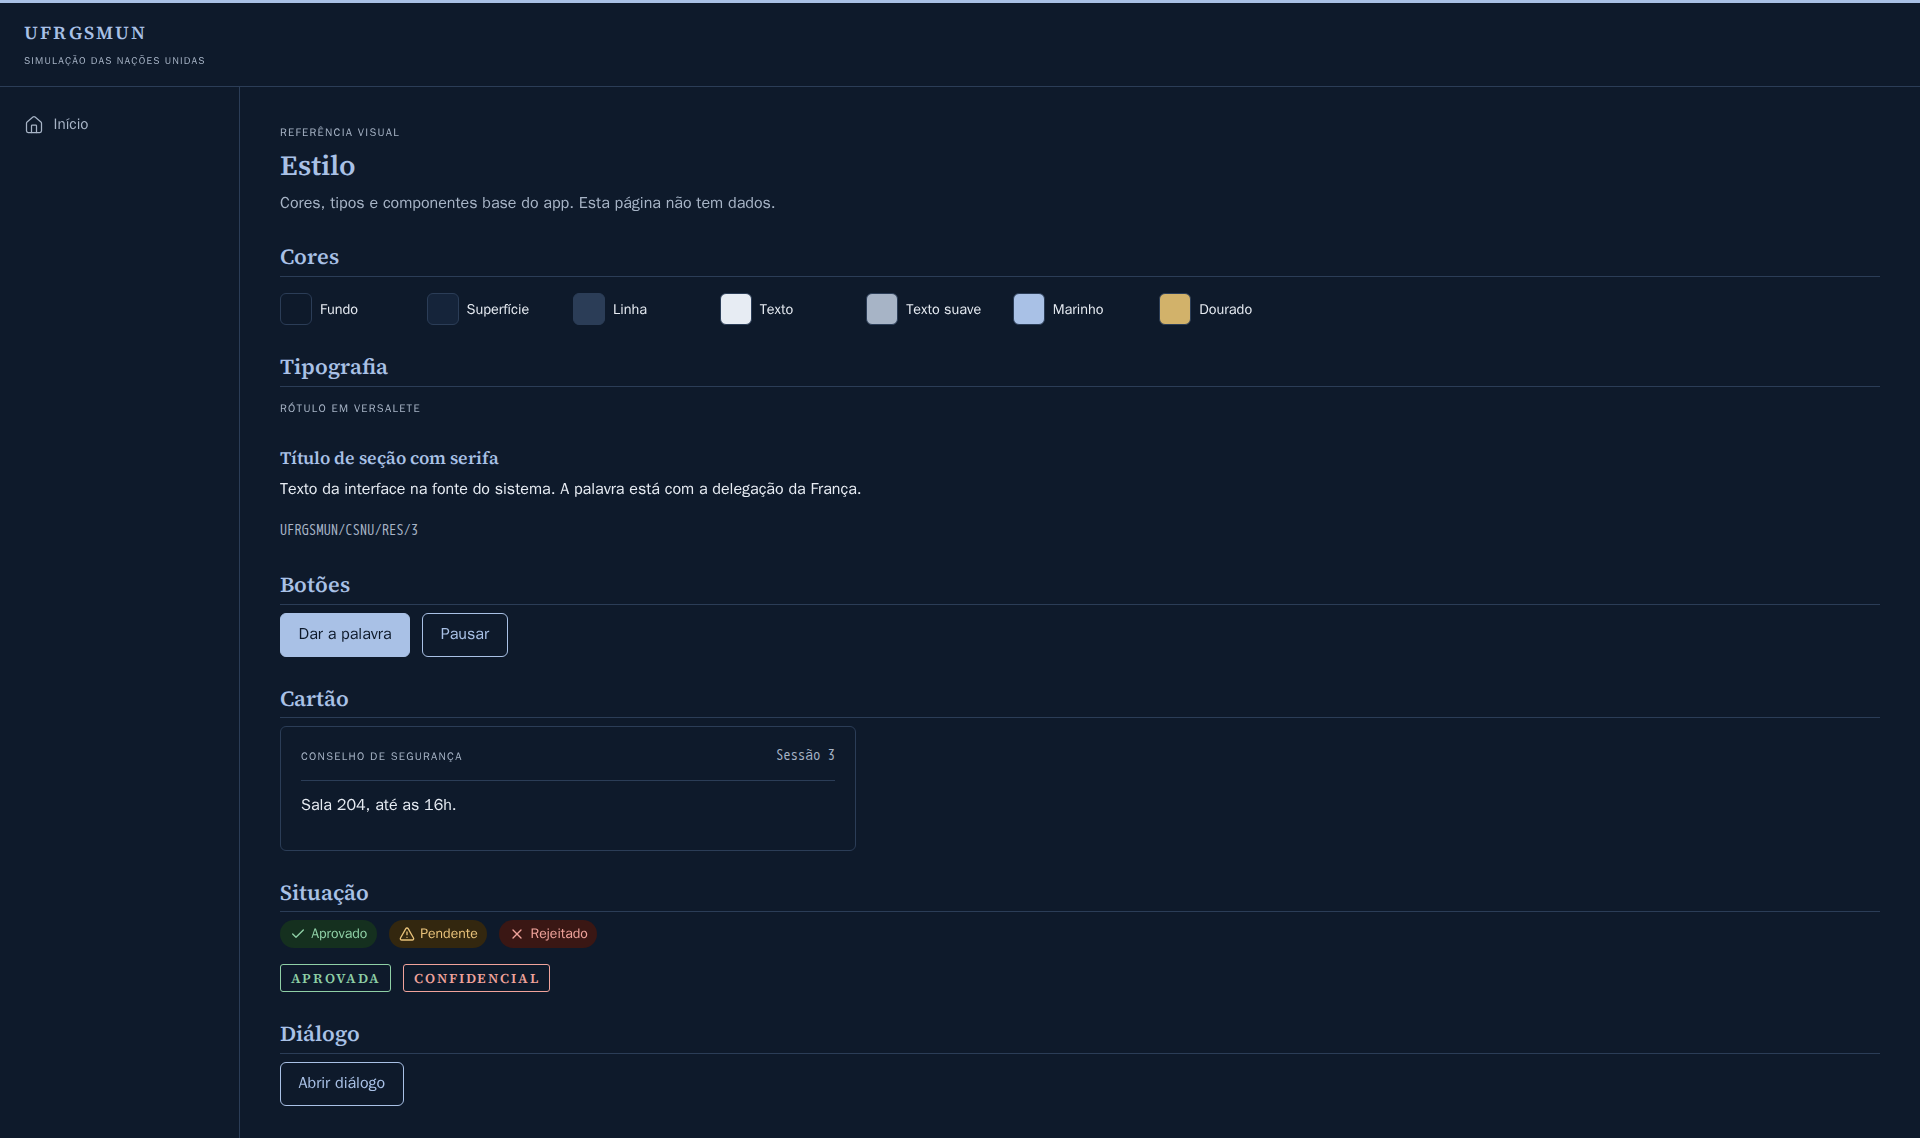 UFRGSMUN
SIMULAÇÃO DAS NAÇÕES UNIDAS
Início
REFERÊNCIA VISUAL
Estilo
Cores, tipos e componentes base do app. Esta página não tem dados.
Cores
Fundo
Superfície
Linha
Texto
Texto suave
Marinho
Dourado
Tipografia
RÓTULO EM VERSALETE
Título de seção com serifa
Texto da interface na fonte do sistema. A palavra está com a delegação da França.
UFRGSMUN/CSNU/RES/3
Botões
Dar a palavra
Pausar
Cartão
CONSELHO DE SEGURANÇA
Sessão 3
Sala 204, até as 16h.
Situação
Aprovado
Pendente
Rejeitado
APROVADA
CONFIDENCIAL
Diálogo
Abrir diálogo